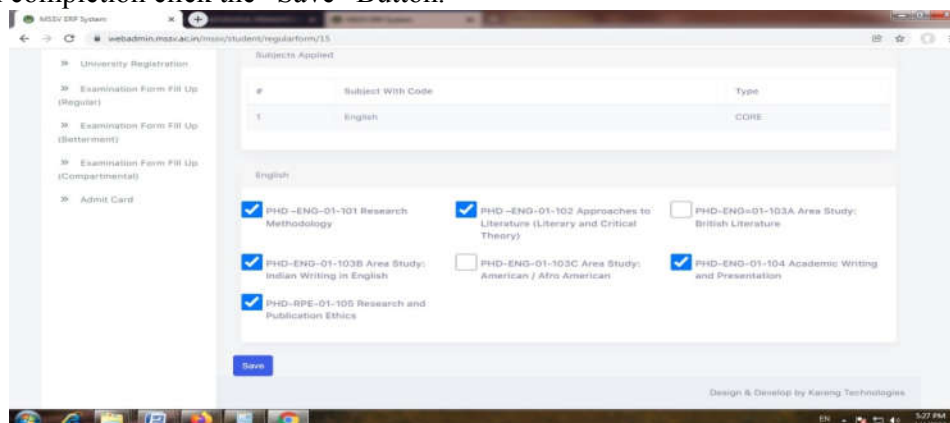 completion click the "Save" Button.
MSSV ERP System
webadmin.mssv.ac.in/mssv/student/regularform/15
University Registration
Examination Form Fill Up
(Regular)
Examination Form Fill Up
(Betterment)
Examination Form Fill Up
(Compartmental)
Admit Card
Subjects Applied
# Subject With Code Type
1 English CORE
English
PHD -ENG-01-101 Research
Methodology
PHD -ENG-01-102 Approaches to
Literature (Literary and Critical
Theory)
PHD-ENG=01-103A Area Study:
British Literature
PHD-ENG-01-103B Area Study:
Indian Writing in English
PHD-ENG-01-103C Area Study:
American / Afro American
PHD-ENG-01-104 Academic Writing
and Presentation
PHD-RPE-01-105 Research and
Publication Ethics
Save
Design & Develop by Kareng Technologies
EN
5:27 PM